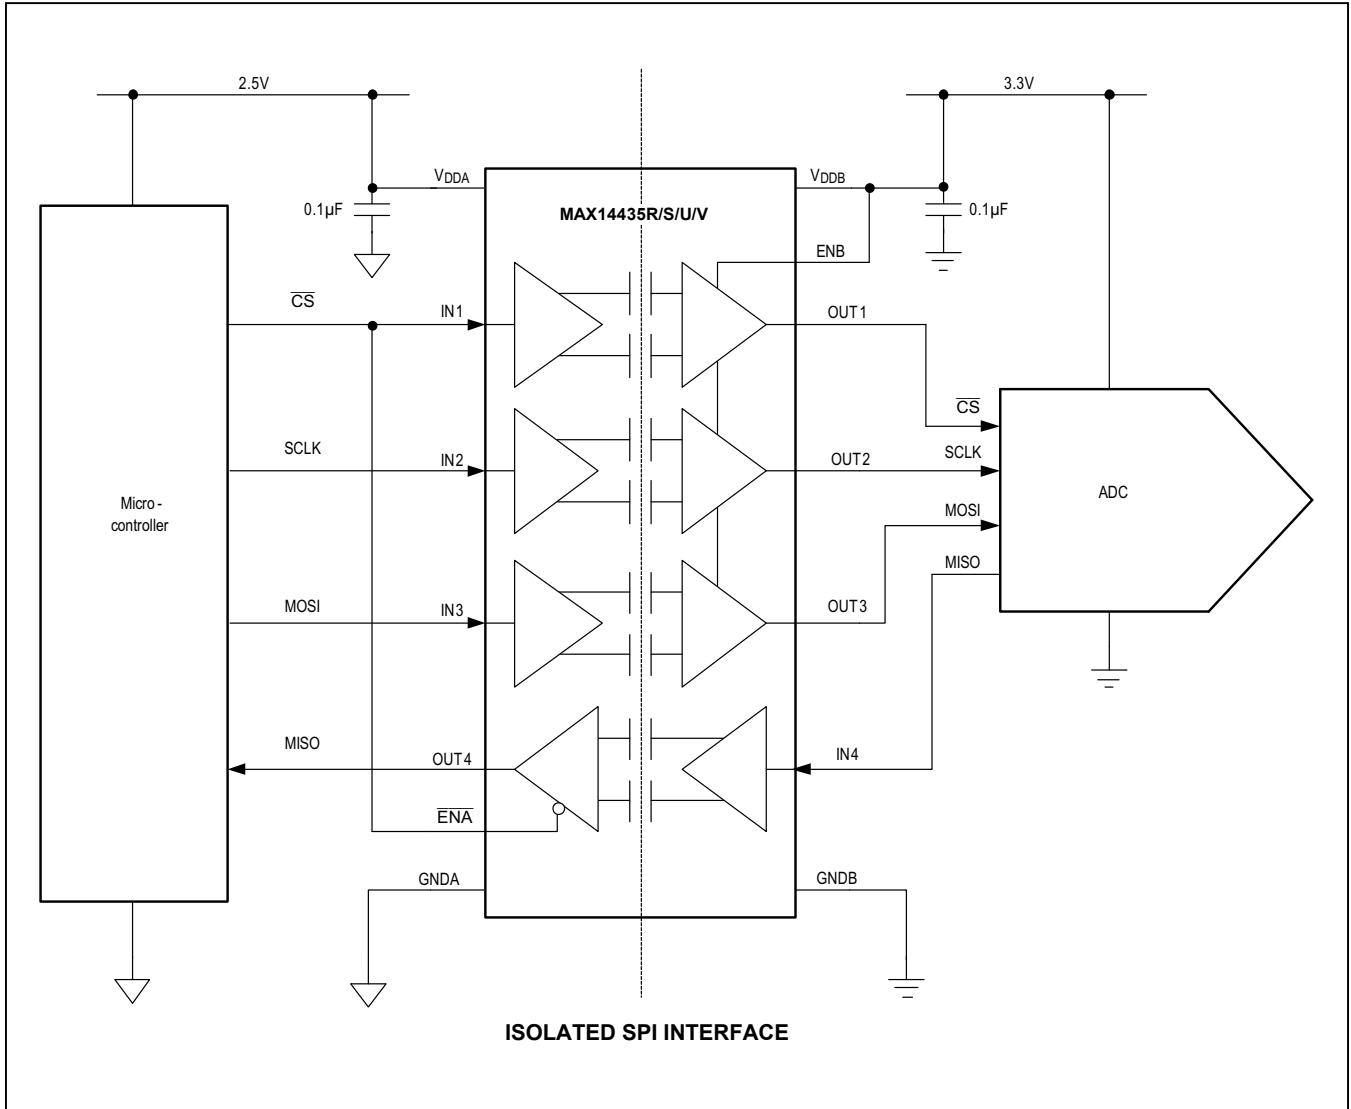 2.5V
3.3V
VDDA
VDDB
0.1µF
MAX14435R/S/U/V
0.1µF
ENB
CS
IN1
OUT1
CS
SCLK
IN2
OUT2
SCLK
Micro-
controller
ADC
MOSI
MISO
MOSI
IN3
OUT3
MISO
OUT4
IN4
ENA
GNDA
GNDB
ISOLATED SPI INTERFACE